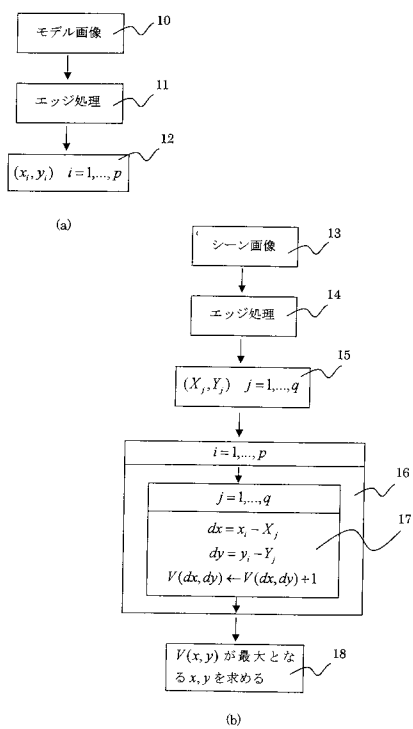 モデル画像
10
エッジ処理
11
(x_i, y_i) i=1,...,p
12
(a)
シーン画像
13
エッジ処理
14
(X_j, Y_j) j=1,...,q
15
i=1,...,p
16
j=1,...,q
17
dx = x_i − X_j
dy = y_i − Y_j
V(dx,dy) ← V(dx,dy)+1
V(x,y) が最大とな
る x,y を求める
18
(b)